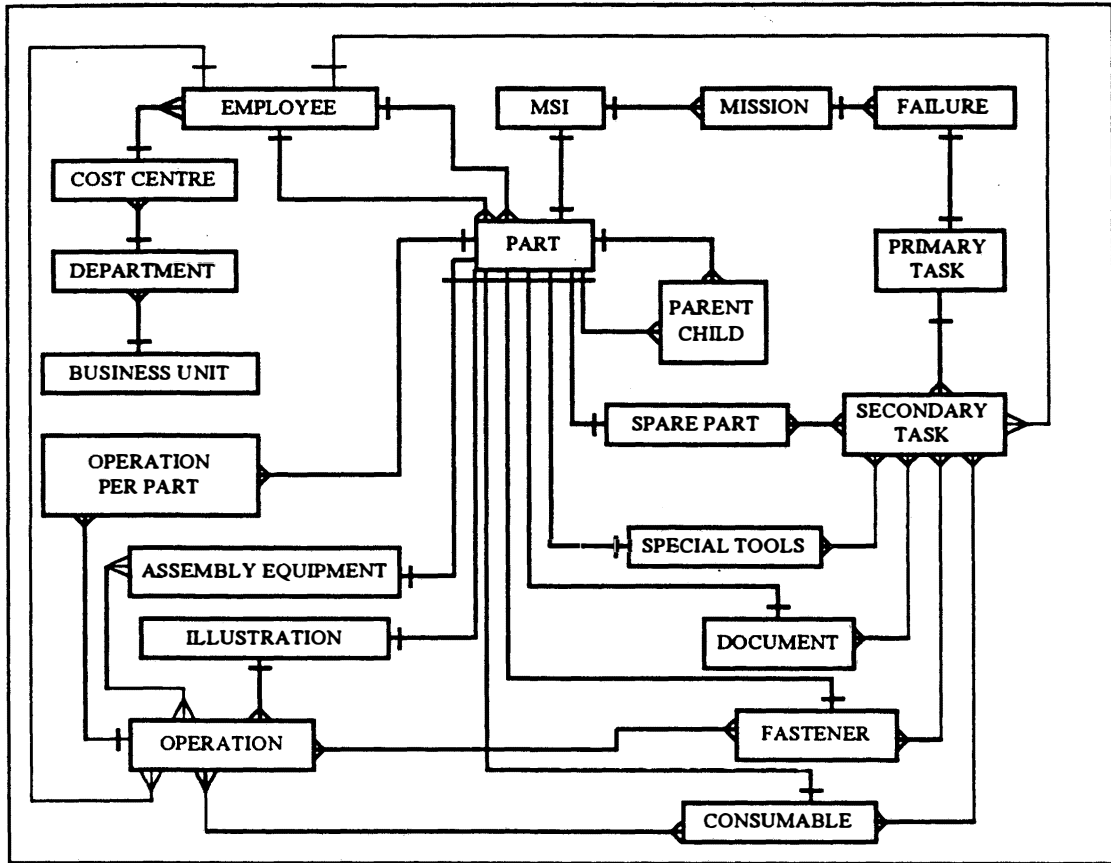 EMPLOYEE
MSI
MISSION
FAILURE
COST CENTRE
PART
DEPARTMENT
PRIMARY
TASK
PARENT
CHILD
BUSINESS UNIT
SPARE PART
SECONDARY
TASK
OPERATION
PER PART
SPECIAL TOOLS
ASSEMBLY EQUIPMENT
ILLUSTRATION
DOCUMENT
OPERATION
FASTENER
CONSUMABLE